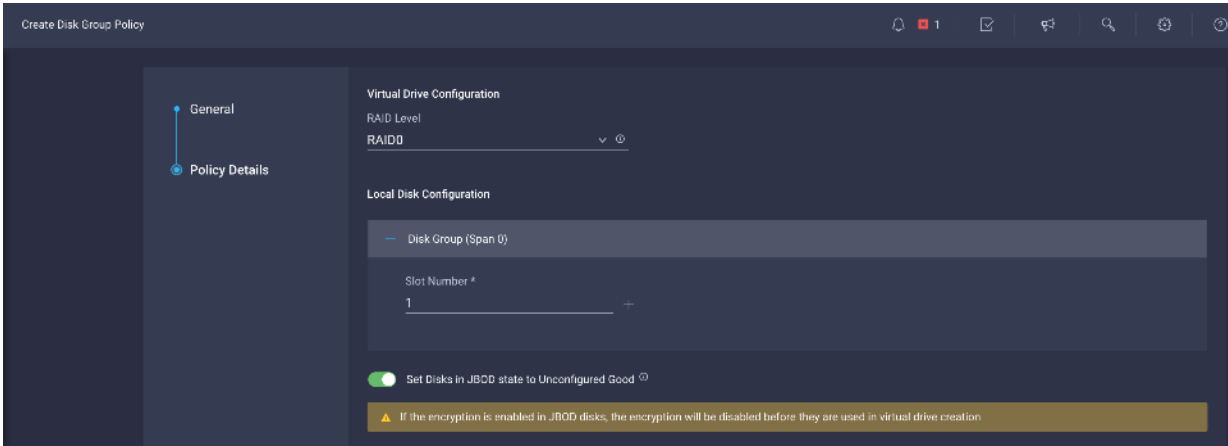 Create Disk Group Policy
1
General
Policy Details
Virtual Drive Configuration
RAID Level
RAID0
Local Disk Configuration
Disk Group (Span 0)
Slot Number *
1
Set Disks in JBOD state to Unconfigured Good
If the encryption is enabled in JBOD disks, the encryption will be disabled before they are used in virtual drive creation